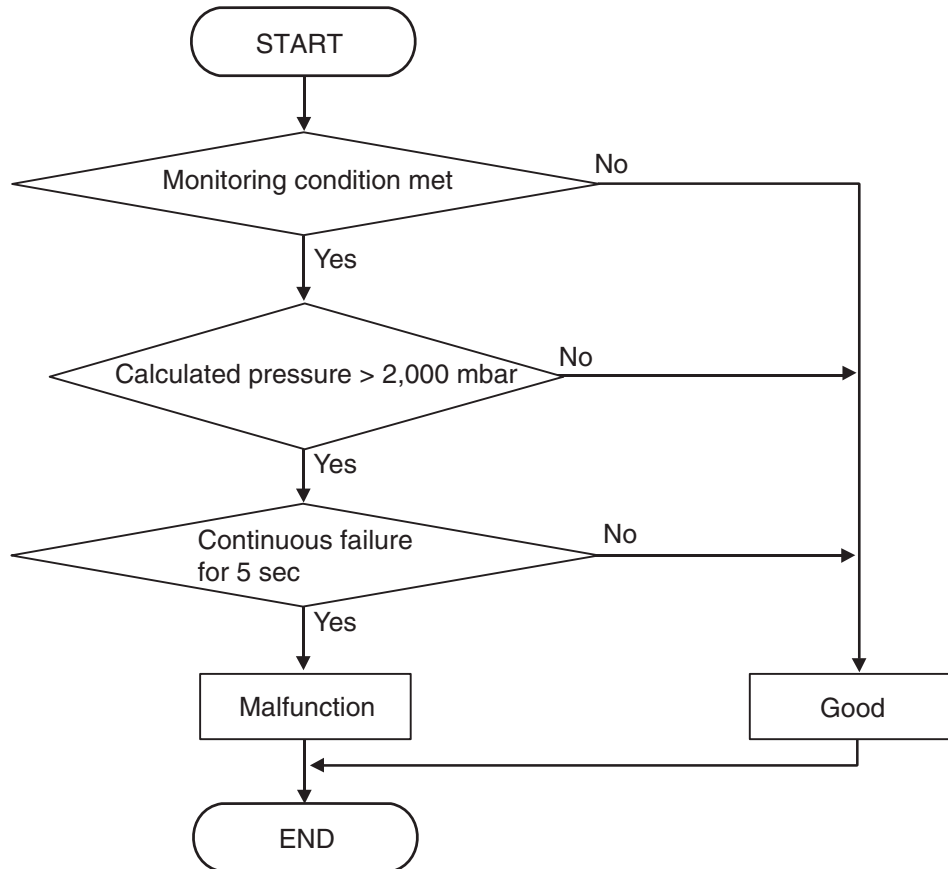 START
Monitoring condition met
No
Yes
Calculated pressure > 2,000 mbar
No
Yes
Continuous failure
for 5 sec
No
Yes
Malfunction
Good
END